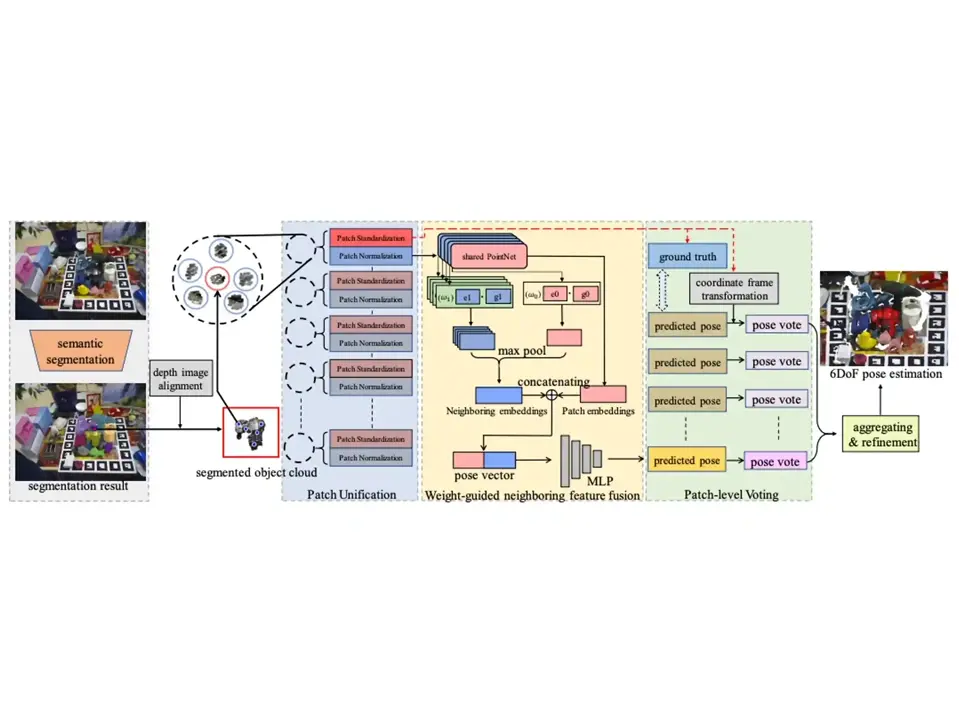 semantic
segmentation
segmentation result
depth image
alignment
segmented object cloud
Patch Standardization
Patch Normalization
Patch Standardization
Patch Normalization
Patch Standardization
Patch Normalization
Patch Standardization
Patch Normalization
Patch Standardization
Patch Normalization
Patch Unification
shared PointNet
(ω₁) e1 · g1
(ω₀) e0 · g0
max pool
concatenating
Neighboring embeddings
Patch embeddings
pose vector
MLP
Weight-guided neighboring feature fusion
ground truth
coordinate frame
transformation
predicted pose
pose vote
predicted pose
pose vote
predicted pose
pose vote
predicted pose
pose vote
Patch-level Voting
6DoF pose estimation
aggregating
& refinement